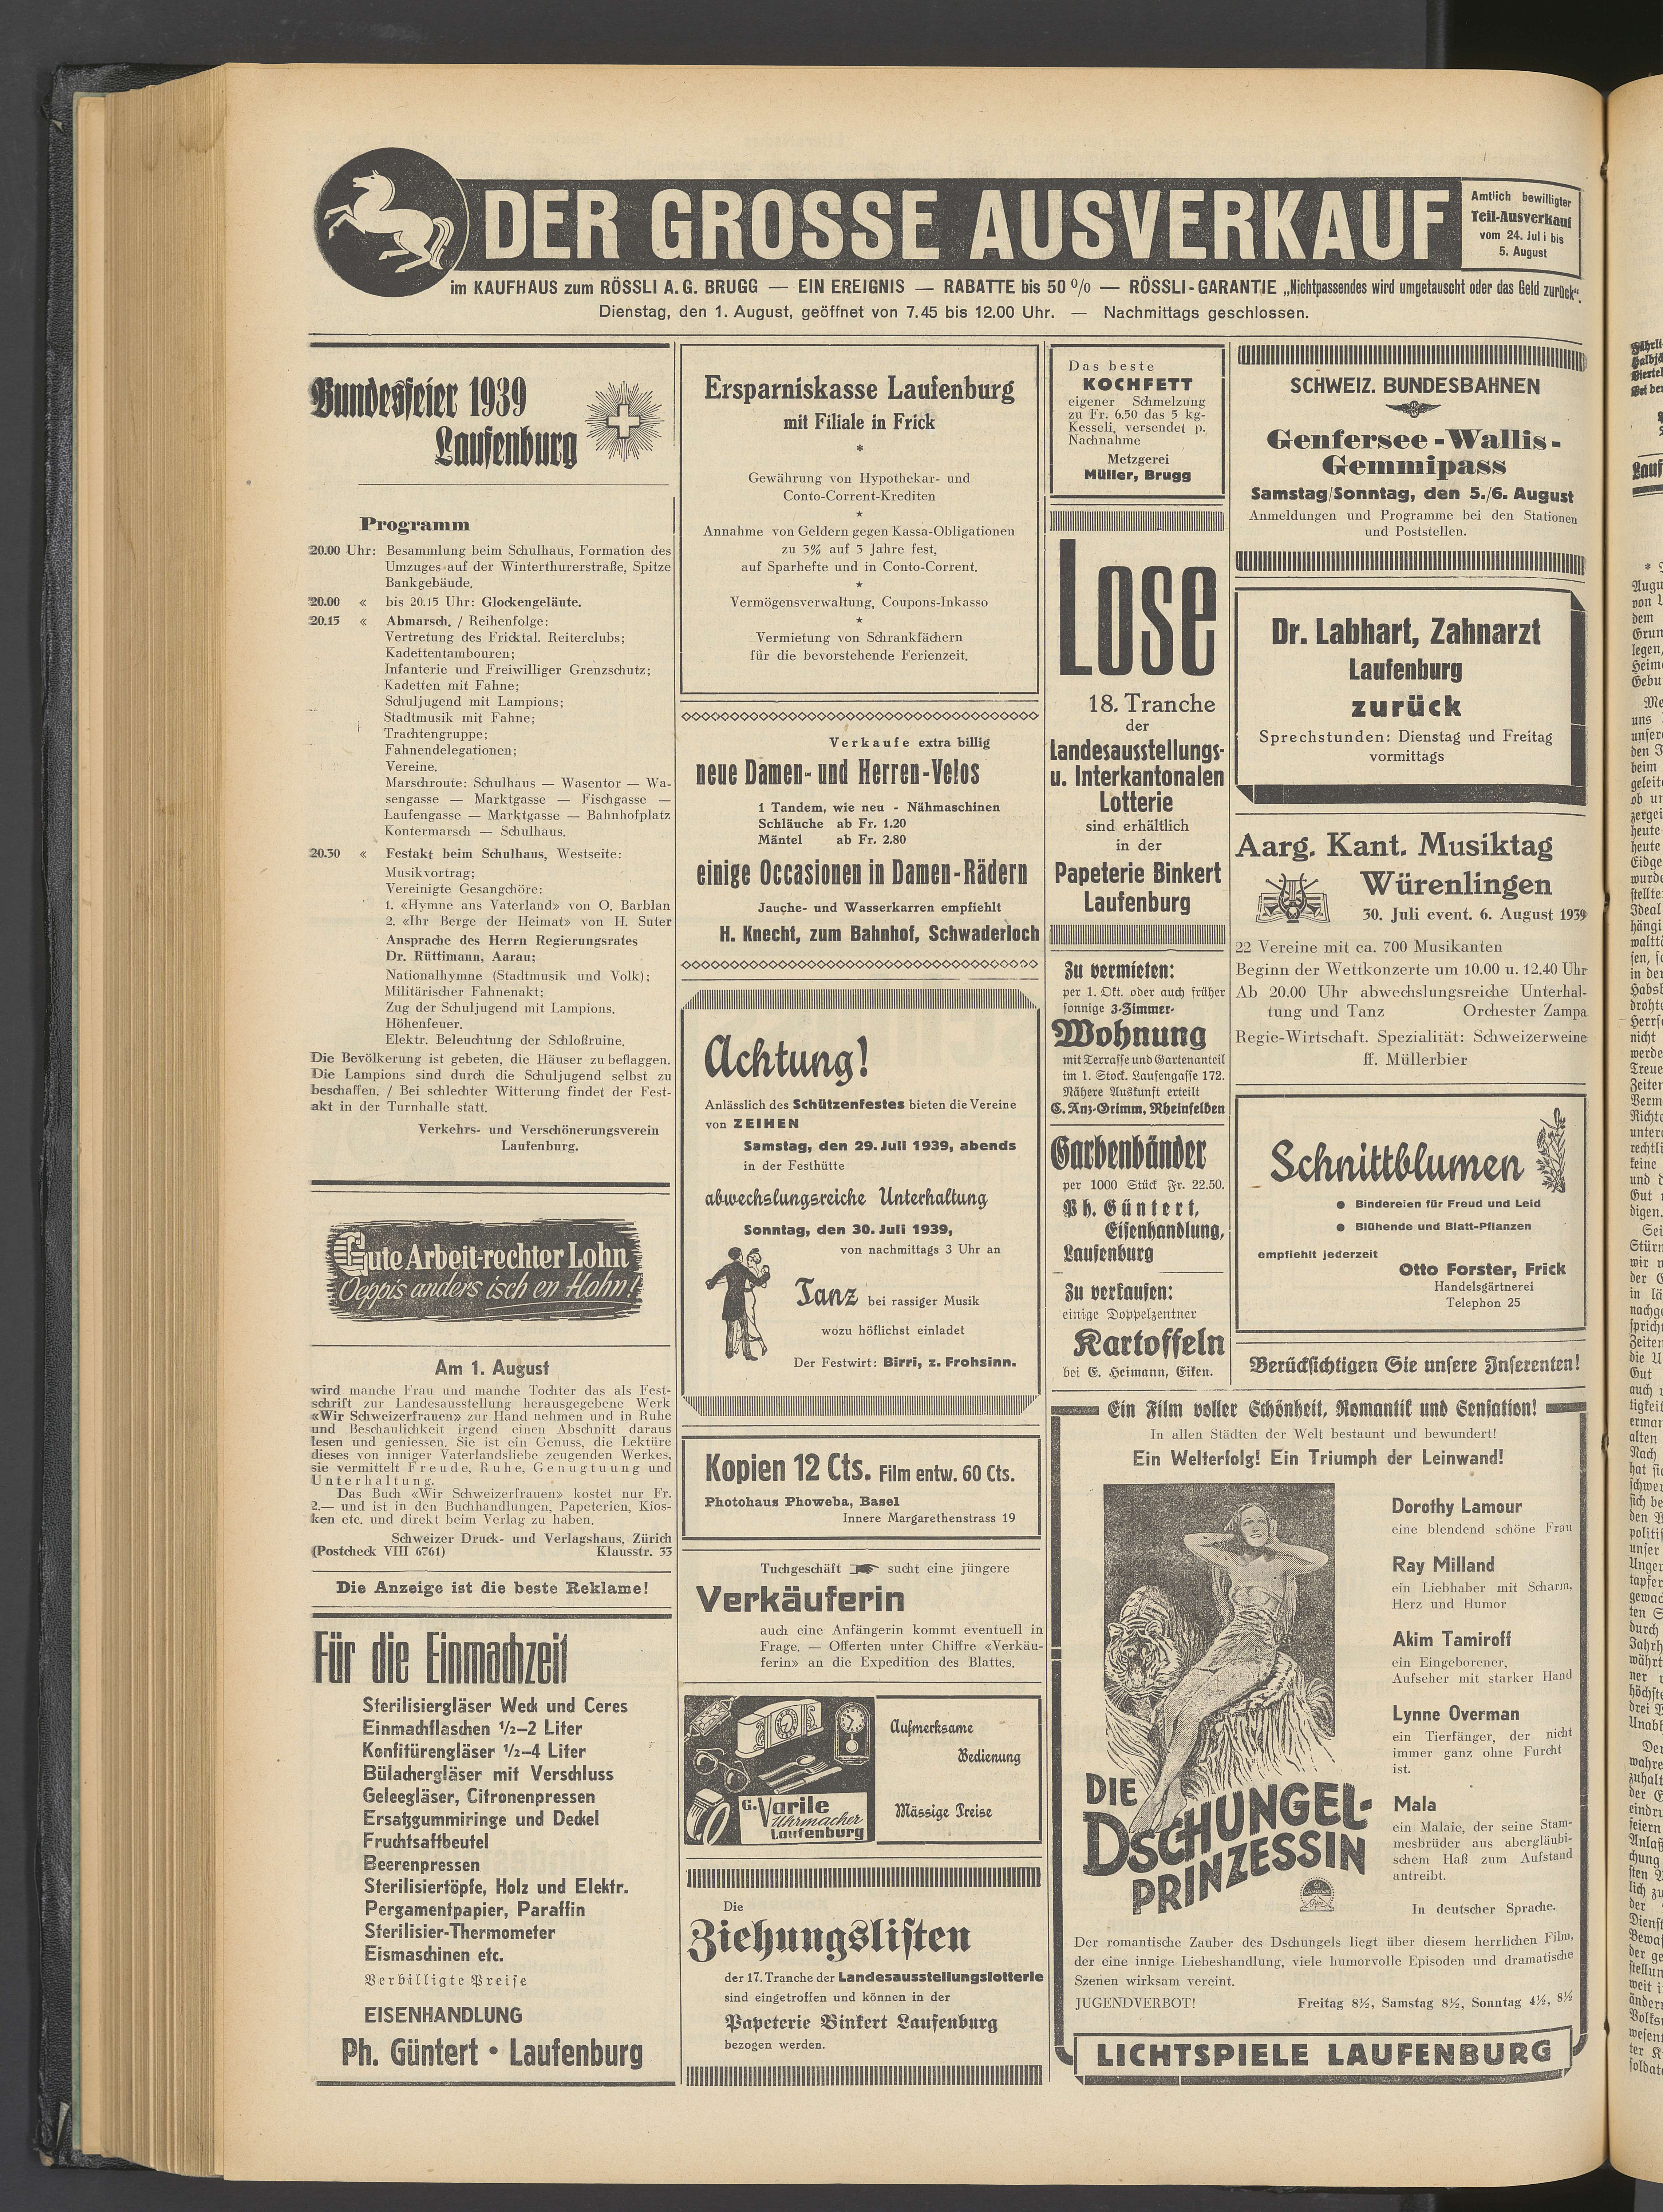 DER GROSSE AUSVERKAUF
Amtlich bewilligter
Teil-Ausverkauf
vom 24. Juli bis
5. August
im KAUFHAUS zum RÖSSLI A.G. BRUGG — EIN EREIGNIS — RABATTE bis 50 % — RÖSSLI-GARANTIE „Nichtpassendes wird umgetauscht oder das Geld zurück“.
Dienstag, den 1. August, geöffnet von 7.45 bis 12.00 Uhr. — Nachmittags geschlossen.
Bundesfeier 1939
Laufenburg
Programm
20.00 Uhr: Besammlung beim Schulhaus, Formation des
Umzuges auf der Winterthurerstraße, Spitze
Bankgebäude.
20.00 « bis 20.15 Uhr: Glockengeläute.
20.15 « Abmarsch. / Reihenfolge:
Vertretung des Fricktal. Reiterclubs;
Kadettentambouren;
Infanterie und Freiwilliger Grenzschutz;
Kadetten mit Fahne;
Schuljugend mit Lampions;
Stadtmusik mit Fahne;
Trachtengruppe;
Fahnendelegationen;
Vereine.
Marschroute: Schulhaus — Wasentor — Wa-
sengasse — Marktgasse — Fischgasse —
Laufengasse — Marktgasse — Bahnhofplatz
Kontermarsch — Schulhaus.
20.30 « Festakt beim Schulhaus, Westseite:
Musikvortrag;
Vereinigte Gesangchöre:
1. «Hymne ans Vaterland» von O. Barblan
2. «Ihr Berge der Heimat» von H. Suter
Ansprache des Herrn Regierungsrates
Dr. Rüttimann, Aarau;
Nationalhymne (Stadtmusik und Volk);
Militärischer Fahnenakt;
Zug der Schuljugend mit Lampions.
Höhenfeuer.
Elektr. Beleuchtung der Schloßruine.
Die Bevölkerung ist gebeten, die Häuser zu beflaggen.
Die Lampions sind durch die Schuljugend selbst zu
beschaffen. / Bei schlechter Witterung findet der Fest-
akt in der Turnhalle statt.
Verkehrs- und Verschönerungsverein
Laufenburg.
Gute Arbeit-rechter Lohn
Oeppis anders isch en Hohn!
Am 1. August
wird manche Frau und manche Tochter das als Fest-
schrift zur Landesausstellung herausgegebene Werk
«Wir Schweizerfrauen» zur Hand nehmen und in Ruhe
und Beschaulichkeit irgend einen Abschnitt daraus
lesen und geniessen. Sie ist ein Genuss, die Lektüre
dieses von inniger Vaterlandsliebe zeugenden Werkes,
sie vermittelt Freude, Ruhe, Genugtuung und
Unterhaltung.
Das Buch «Wir Schweizerfrauen» kostet nur Fr.
2.— und ist in den Buchhandlungen, Papeterien, Kios-
ken etc. und direkt beim Verlag zu haben.
Schweizer Druck- und Verlagshaus, Zürich
(Postcheck VIII 6761) Klausstr. 33
Die Anzeige ist die beste Reklame!
Für die Einmachzeit
Sterilisiergläser Weck und Ceres
Einmachflaschen 1/2—2 Liter
Konfitürengläser 1/2—4 Liter
Bülachergläser mit Verschluss
Geleegläser, Citronenpressen
Ersatzgummiringe und Deckel
Fruchtsaftbeutel
Beerenpressen
Sterilisiertöpfe, Holz und Elektr.
Pergamentpapier, Paraffin
Sterilisier-Thermometer
Eismaschinen etc.
Verbilligte Preise
EISENHANDLUNG
Ph. Güntert • Laufenburg
Ersparniskasse Laufenburg
mit Filiale in Frick
*
Gewährung von Hypothekar- und
Conto-Corrent-Krediten
*
Annahme von Geldern gegen Kassa-Obligationen
zu 3% auf 3 Jahre fest,
auf Sparhefte und in Conto-Corrent.
*
Vermögensverwaltung, Coupons-Inkasso
*
Vermietung von Schrankfächern
für die bevorstehende Ferienzeit.
Verkaufe extra billig
neue Damen- und Herren-Velos
1 Tandem, wie neu - Nähmaschinen
Schläuche ab Fr. 1.20
Mäntel ab Fr. 2.80
einige Occasionen in Damen-Rädern
Jauche- und Wasserkarren empfiehlt
H. Knecht, zum Bahnhof, Schwaderloch
Achtung!
Anlässlich des Schützenfestes bieten die Vereine
von ZEIHEN
Samstag, den 29. Juli 1939, abends
in der Festhütte
abwechslungsreiche Unterhaltung
Sonntag, den 30. Juli 1939,
von nachmittags 3 Uhr an
Tanz bei rassiger Musik
wozu höflichst einladet
Der Festwirt: Birri, z. Frohsinn.
Kopien 12 Cts. Film entw. 60 Cts.
Photohaus Phoweba, Basel
Innere Margarethenstrass 19
Tuchgeschäft sucht eine jüngere
Verkäuferin
auch eine Anfängerin kommt eventuell in
Frage. — Offerten unter Chiffre «Verkäu-
ferin» an die Expedition des Blattes.
G. Varile
Uhrmacher
Laufenburg
Aufmerksame
Bedienung
Mässige Preise
Die
Ziehungslisten
der 17. Tranche der Landesausstellungslotterie
sind eingetroffen und können in der
Papeterie Binkert Laufenburg
bezogen werden.
Das beste
KOCHFETT
eigener Schmelzung
zu Fr. 6.50 das 5 kg-
Kesseli, versendet p.
Nachnahme
Metzgerei
Müller, Brugg
LOSE
18. Tranche
der
Landesausstellungs-
u. Interkantonalen
Lotterie
sind erhältlich
in der
Papeterie Binkert
Laufenburg
Zu vermieten:
per 1. Okt. oder auch früher
sonnige 3-Zimmer-
Wohnung
mit Terrasse und Gartenanteil
im 1. Stock. Laufengasse 172.
Nähere Auskunft erteilt
C. Anz-Grimm, Rheinfelden
Garbenbänder
per 1000 Stück Fr. 22.50.
Ph. Güntert,
Eisenhandlung,
Laufenburg
Zu verkaufen:
einige Doppelzentner
Kartoffeln
bei E. Heimann, Eiken.
SCHWEIZ. BUNDESBAHNEN
Genfersee-Wallis-
Gemmipass
Samstag/Sonntag, den 5./6. August
Anmeldungen und Programme bei den Stationen
und Poststellen.
Dr. Labhart, Zahnarzt
Laufenburg
zurück
Sprechstunden: Dienstag und Freitag
vormittags
Aarg. Kant. Musiktag
Würenlingen
30. Juli event. 6. August 1939
22 Vereine mit ca. 700 Musikanten
Beginn der Wettkonzerte um 10.00 u. 12.40 Uhr
Ab 20.00 Uhr abwechslungsreiche Unterhal-
tung und Tanz Orchester Zampa
Regie-Wirtschaft. Spezialität: Schweizerweine
ff. Müllerbier
Schnittblumen
• Bindereien für Freud und Leid
• Blühende und Blatt-Pflanzen
empfiehlt jederzeit
Otto Forster, Frick
Handelsgärtnerei
Telephon 25
Berücksichtigen Sie unsere Inserenten!
Ein Film voller Schönheit, Romantik und Sensation!
In allen Städten der Welt bestaunt und bewundert!
Ein Welterfolg! Ein Triumph der Leinwand!
Dorothy Lamour
eine blendend schöne Frau
Ray Milland
ein Liebhaber mit Scharm,
Herz und Humor
Akim Tamiroff
ein Eingeborener,
Aufseher mit starker Hand
Lynne Overman
ein Tierfänger, der nicht
immer ganz ohne Furcht
ist.
Mala
ein Malaie, der seine Stam-
mesbrüder aus abergläubi-
schem Haß zum Aufstand
antreibt.
In deutscher Sprache.
DIE
DSCHUNGEL-
PRINZESSIN
Der romantische Zauber des Dschungels liegt über diesem herrlichen Film,
der eine innige Liebeshandlung, viele humorvolle Episoden und dramatische
Szenen wirksam vereint.
JUGENDVERBOT! Freitag 8½, Samstag 8½, Sonntag 4½, 8½
LICHTSPIELE LAUFENBURG